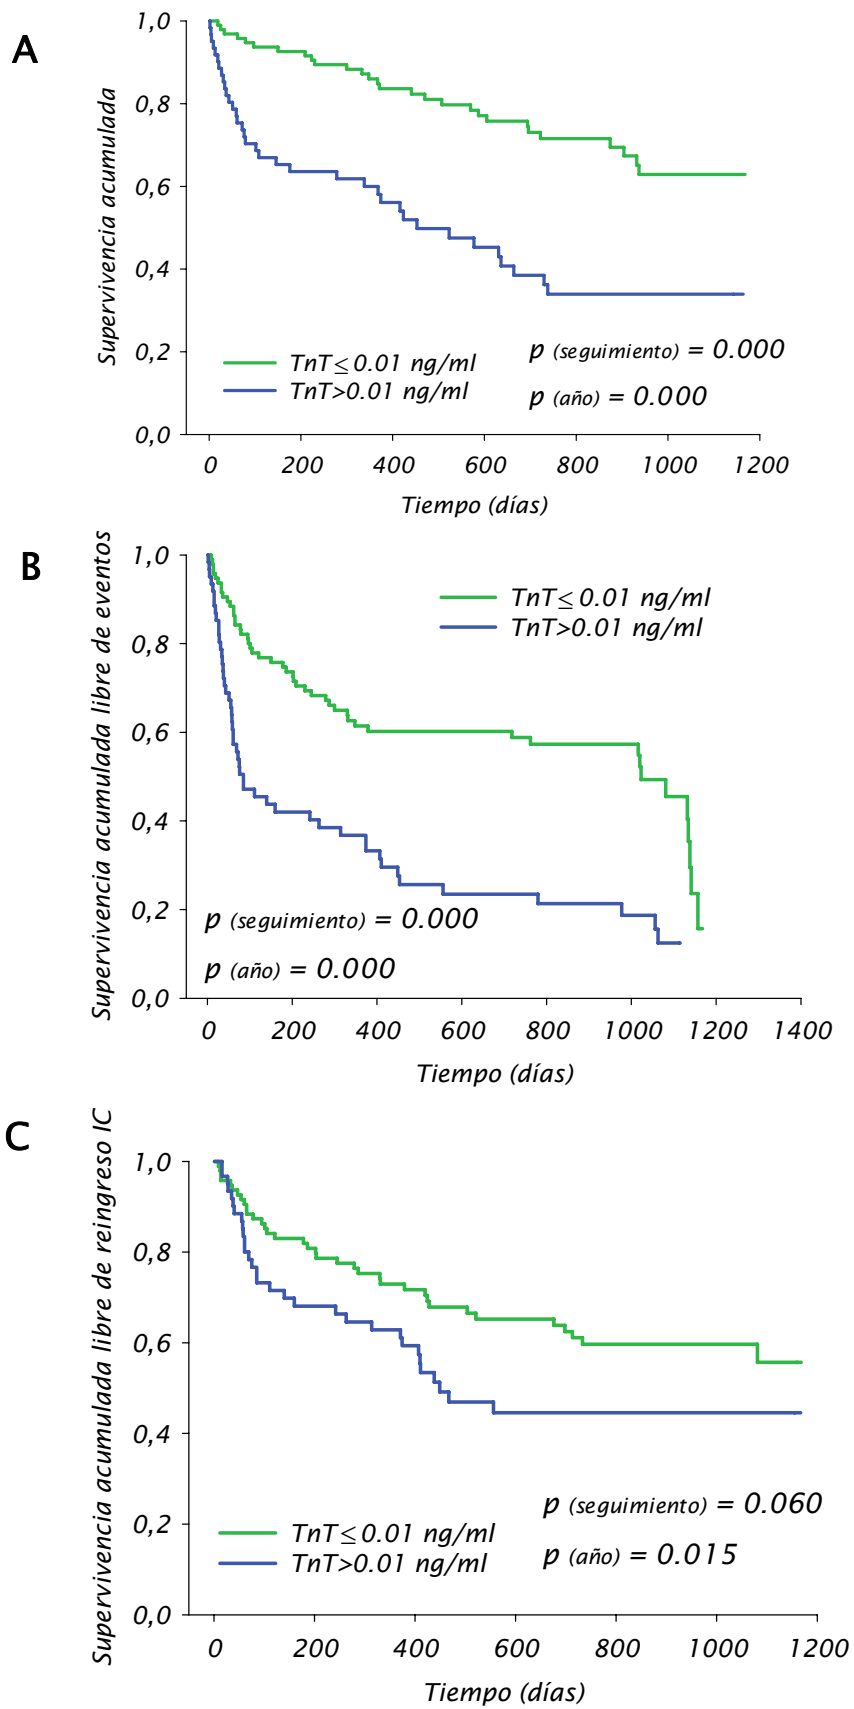 A
Supervivencia acumulada
1,0
0,8
0,6
0,4
0,2
0,0
TnT≤0.01 ng/ml
TnT>0.01 ng/ml
p (seguimiento) = 0.000
p (año) = 0.000
0 200 400 600 800 1000 1200
Tiempo (días)
B
Supervivencia acumulada libre de eventos
1,0
0,8
0,6
0,4
0,2
0,0
TnT≤0.01 ng/ml
TnT>0.01 ng/ml
p (seguimiento) = 0.000
p (año) = 0.000
0 200 400 600 800 1000 1200 1400
Tiempo (días)
C
Supervivencia acumulada libre de reingreso IC
1,0
0,8
0,6
0,4
0,2
0,0
TnT≤0.01 ng/ml
TnT>0.01 ng/ml
p (seguimiento) = 0.060
p (año) = 0.015
0 200 400 600 800 1000 1200
Tiempo (días)